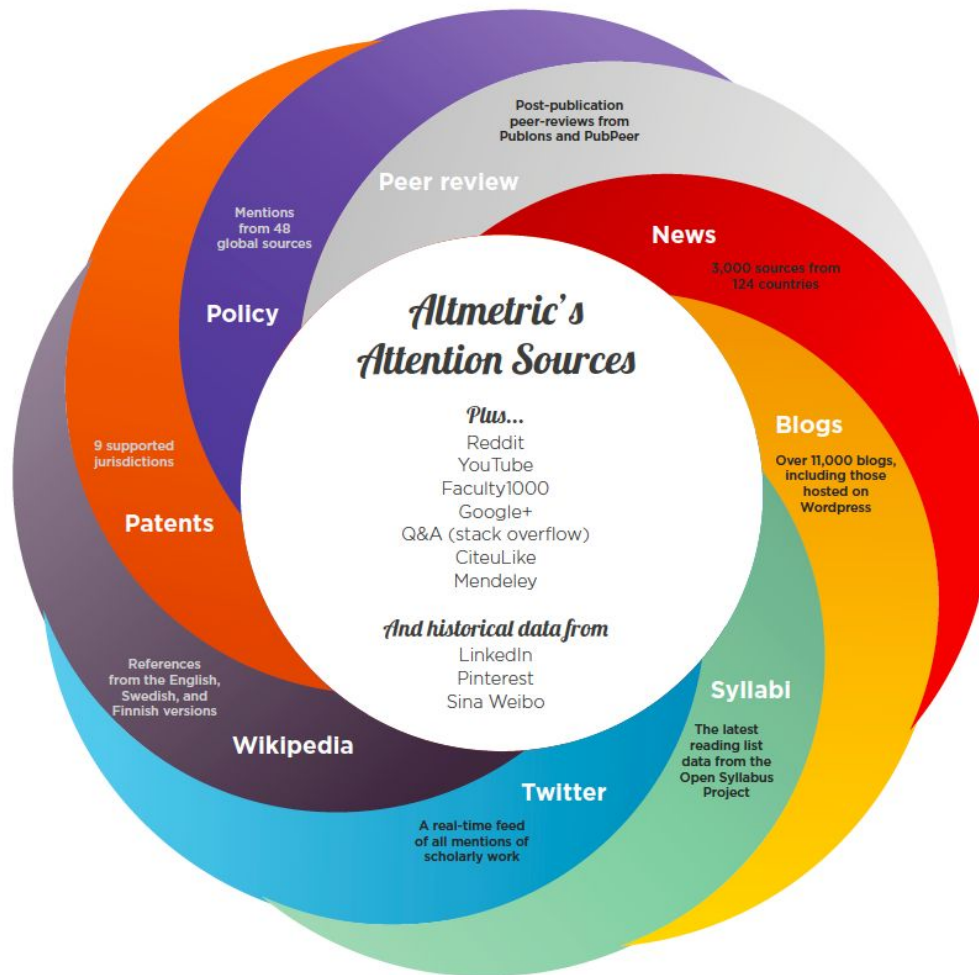 Altmetric's
Attention Sources
Plus...
Reddit
YouTube
Faculty1000
Google+
Q&A (stack overflow)
CiteuLike
Mendeley
And historical data from
LinkedIn
Pinterest
Sina Weibo
Peer review
Post-publication
peer-reviews from
Publons and PubPeer
News
3,000 sources from
124 countries
Blogs
Over 11,000 blogs,
including those
hosted on
Wordpress
Syllabi
The latest
reading list
data from the
Open Syllabus
Project
Twitter
A real-time feed
of all mentions of
scholarly work
Wikipedia
References
from the English,
Swedish, and
Finnish versions
Patents
9 supported
jurisdictions
Policy
Mentions
from 48
global sources